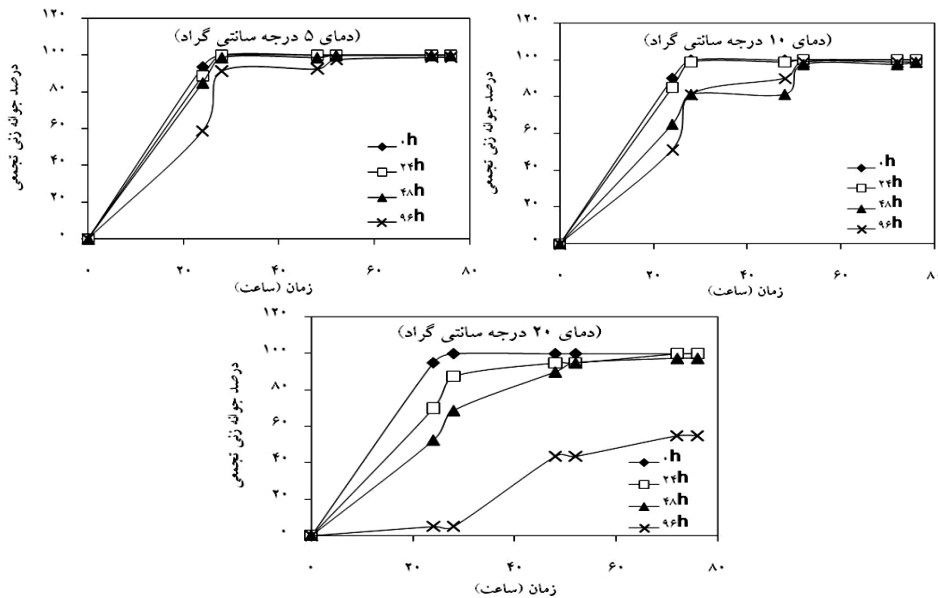 (دمای ۵ درجه سانتی گراد)
درصد جوانه زنی تجمعی
۱۲۰
۱۰۰
۸۰
۶۰
۴۰
۲۰
۰
۰h
۲۴h
۴۸h
۹۶h
۰ ۲۰ ۴۰ ۶۰ ۸۰
زمان (ساعت)
(دمای ۱۰ درجه سانتی گراد)
درصد جوانه زنی تجمعی
۱۲۰
۱۰۰
۸۰
۶۰
۴۰
۲۰
۰
۰h
۲۴h
۴۸h
۹۶h
۰ ۲۰ ۴۰ ۶۰ ۸۰
زمان (ساعت)
(دمای ۲۰ درجه سانتی گراد)
درصد جوانه زنی تجمعی
۱۲۰
۱۰۰
۸۰
۶۰
۴۰
۲۰
۰
۰h
۲۴h
۴۸h
۹۶h
۰ ۲۰ ۴۰ ۶۰ ۸۰
زمان (ساعت)